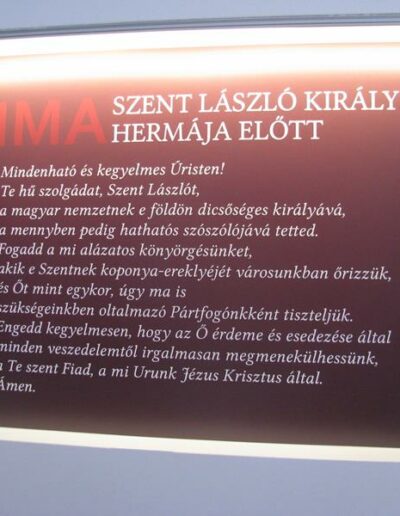 IMA SZENT LÁSZLÓ KIRÁLY
HERMÁJA ELŐTT
Mindenható és kegyelmes Úristen!
Te hű szolgádat, Szent Lászlót,
a magyar nemzetnek e földön dicsőséges királyává,
a mennyben pedig hathatós szószólójává tetted.
Fogadd a mi alázatos könyörgésünket,
akik e Szentnek koponya-ereklyéjét városunkban őrizzük,
és Őt mint egykor, úgy ma is
szükségeinkben oltalmazó Pártfogónkként tiszteljük.
Engedd kegyelmesen, hogy az Ő érdeme és esedezése által
minden veszedelemtől irgalmasan megmenekülhessünk,
a Te szent Fiad, a mi Urunk Jézus Krisztus által.
Ámen.